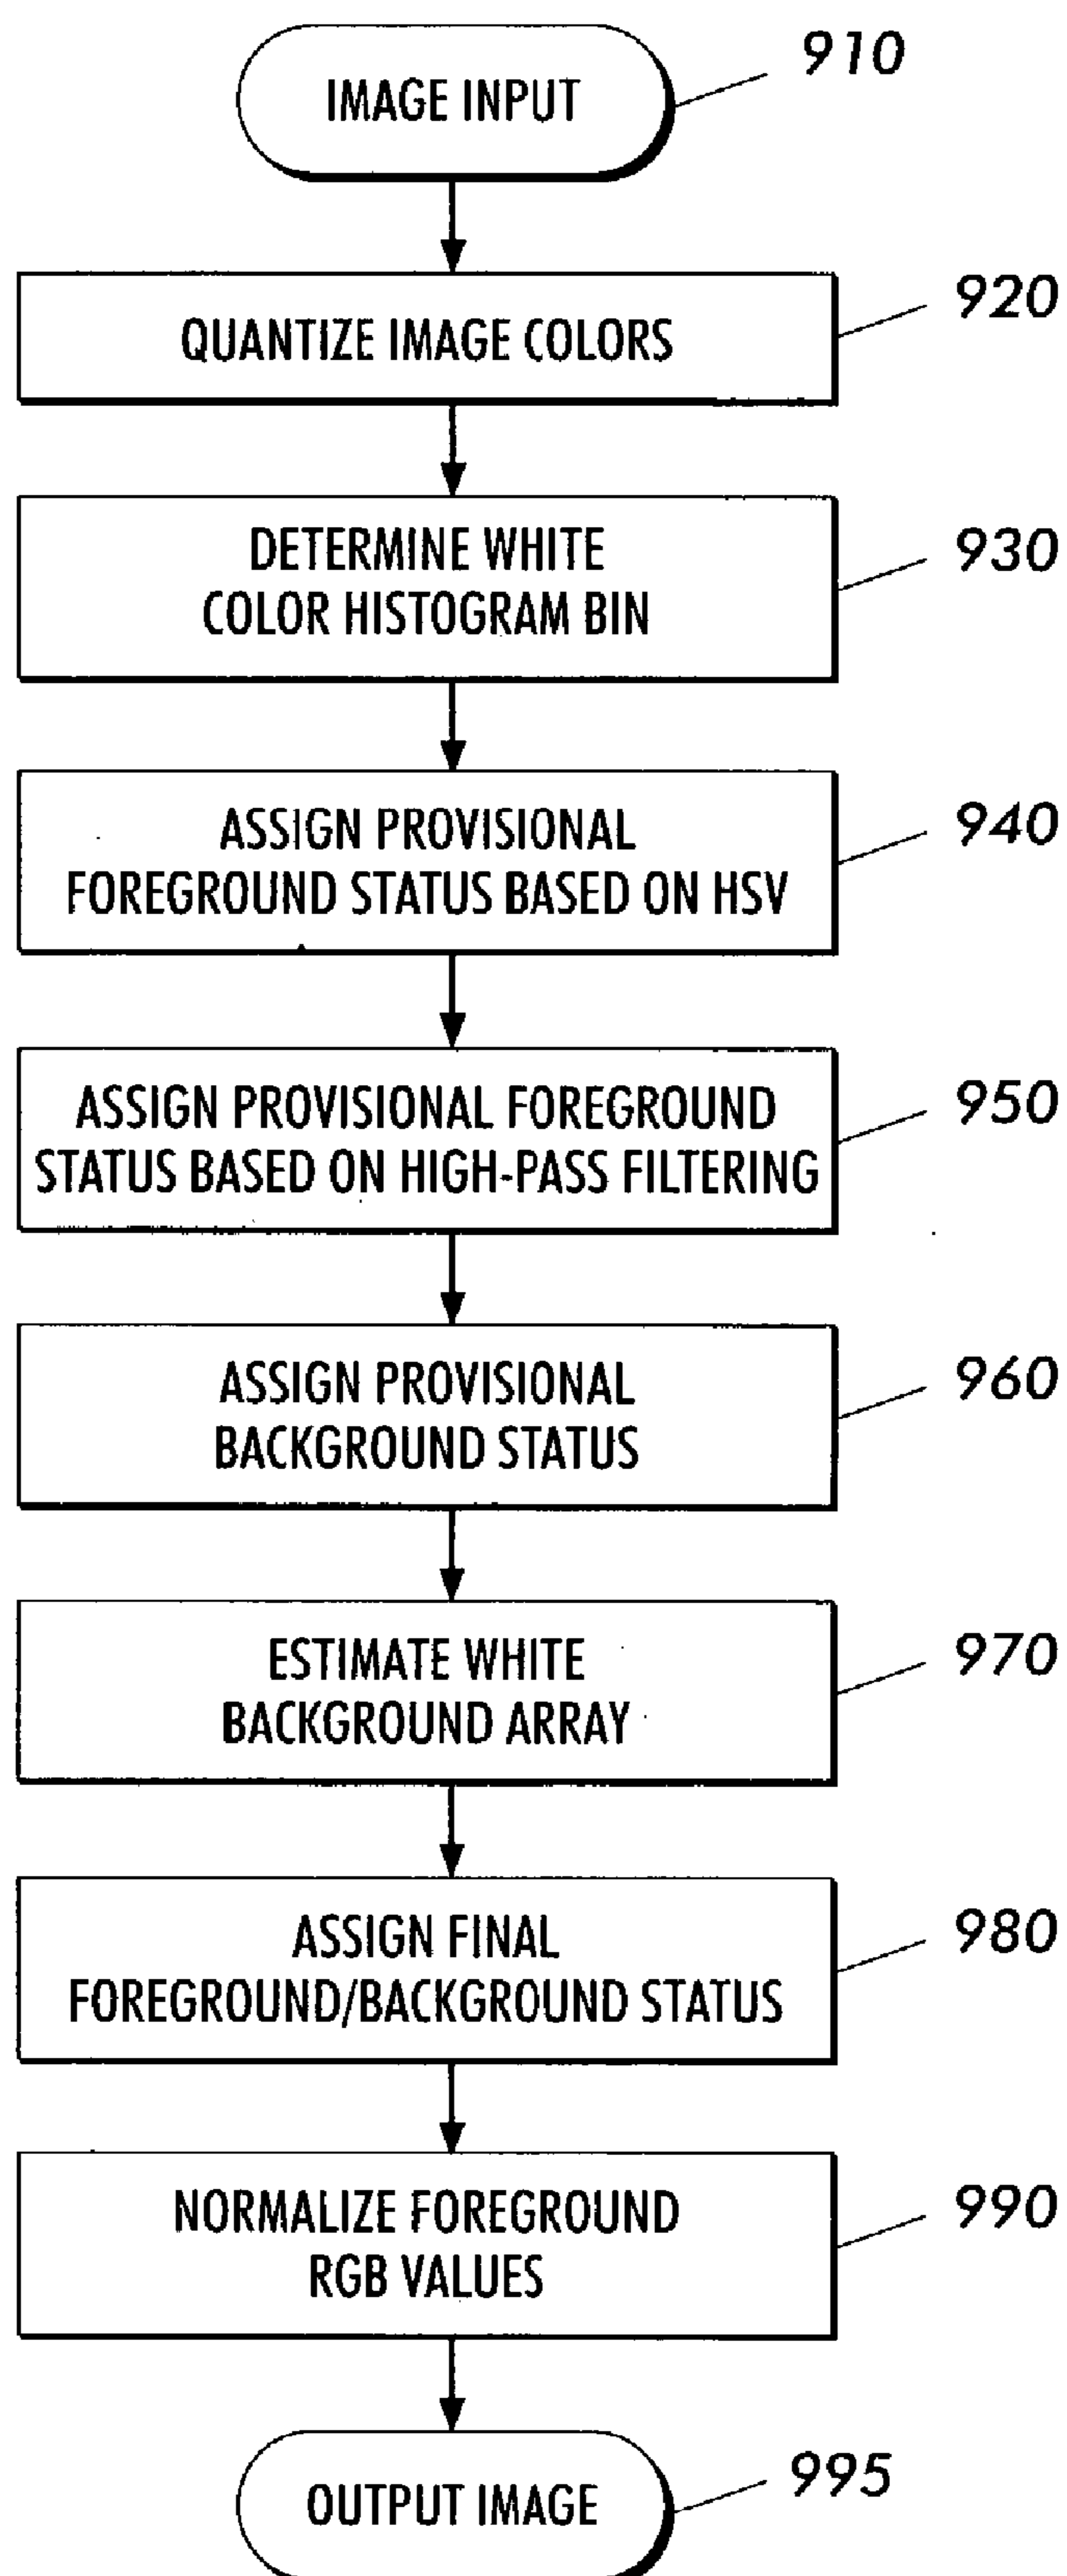 IMAGE INPUT
910
QUANTIZE IMAGE COLORS
920
DETERMINE WHITE
COLOR HISTOGRAM BIN
930
ASSIGN PROVISIONAL
FOREGROUND STATUS BASED ON HSV
940
ASSIGN PROVISIONAL FOREGROUND
STATUS BASED ON HIGH-PASS FILTERING
950
ASSIGN PROVISIONAL
BACKGROUND STATUS
960
ESTIMATE WHITE
BACKGROUND ARRAY
970
ASSIGN FINAL
FOREGROUND/BACKGROUND STATUS
980
NORMALIZE FOREGROUND
RGB VALUES
990
OUTPUT IMAGE
995